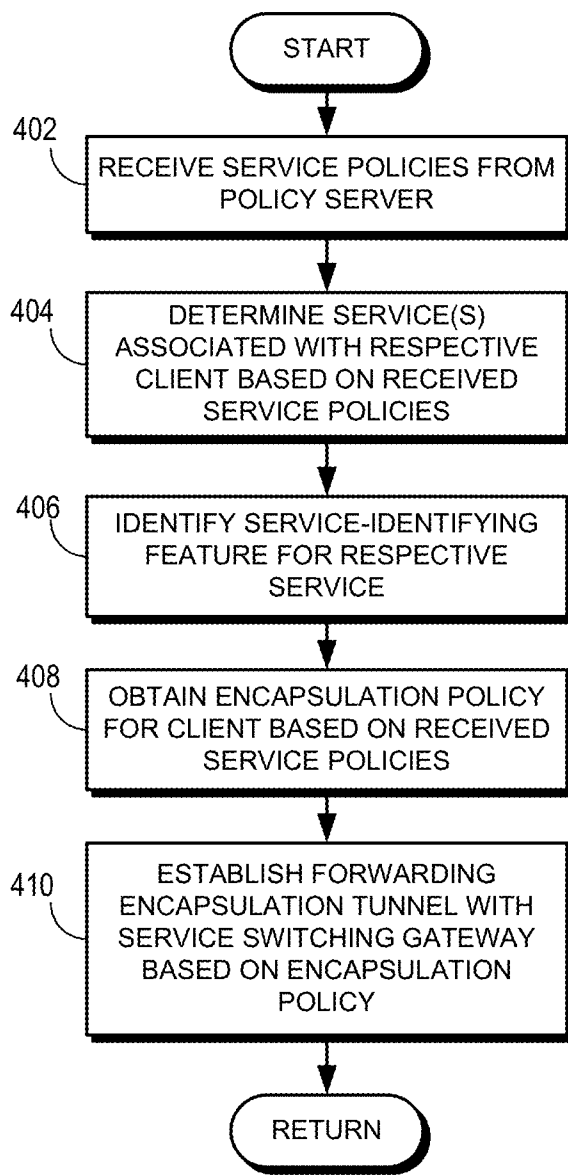 START
402
RECEIVE SERVICE POLICIES FROM
POLICY SERVER
404
DETERMINE SERVICE(S)
ASSOCIATED WITH RESPECTIVE
CLIENT BASED ON RECEIVED
SERVICE POLICIES
406
IDENTIFY SERVICE-IDENTIFYING
FEATURE FOR RESPECTIVE
SERVICE
408
OBTAIN ENCAPSULATION POLICY
FOR CLIENT BASED ON RECEIVED
SERVICE POLICIES
410
ESTABLISH FORWARDING
ENCAPSULATION TUNNEL WITH
SERVICE SWITCHING GATEWAY
BASED ON ENCAPSULATION
POLICY
RETURN